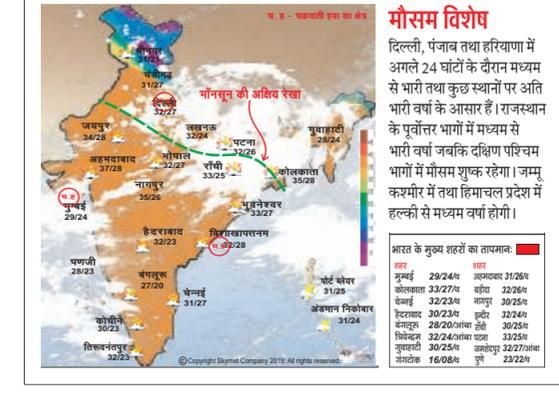 च. ह - चक्रवाती हवा का क्षेत्र
श्रीनगर
31/21
चंडीगढ़
31/27
दिल्ली
32/27
मॉनसून की अक्षिय रेखा
जयपुर
34/28
लखनऊ
32/24
पटना
32/26
गुवाहाटी
28/24
अहमदाबाद
37/28
भोपाल
32/27
राँची
33/25
कोलकाता
35/28
नागपुर
35/26
च.ह
मुम्बई
29/24
भुवनेश्वर
33/27
हैदराबाद
32/23
विशाखापत्तनम
च.ह
32/28
पणजी
28/23
बंगलूरू
27/20
चेन्नई
31/27
पोर्ट ब्लेयर
31/25
अंडमान निकोबार
31/24
कोचीन
30/23
तिरूवनंतपुर
32/23
©Copyright Skymet Company 2019: All rights reserved.
मौसम विशेष
दिल्ली, पंजाब तथा हरियाणा में
अगले 24 घांटों के दौरान मध्यम
से भारी तथा कुछ स्थानों पर अति
भारी वर्षा के आसार हैं। राजस्थान
के पूर्वोत्तर भागों में मध्यम से
भारी वर्षा जबकि दक्षिण पश्चिम
भागों में मौसम शुष्क रहेगा। जम्मू
कश्मीर में तथा हिमाचल प्रदेश में
हल्की से मध्यम वर्षा होगी।
भारत के मुख्य शहरों का तापमान:
शहर शहर
मुम्बई 29/24/व अहमदाबाद 31/26/व
कोलकाता 33/27/व बड़ौदा 32/26/व
चेन्नई 32/23/व नागपुर 30/25/व
हैदराबाद 30/23/व इन्दौर 32/24/व
बंगलूरू 28/20/आंबा राँची 30/25/व
त्रिवेन्द्रम 32/24/आंबा पटना 33/25/व
गुवाहाटी 30/25/व जमशेदपुर 32/27/आंबा
गंगटोक 16/08/व पुणे 23/22/व